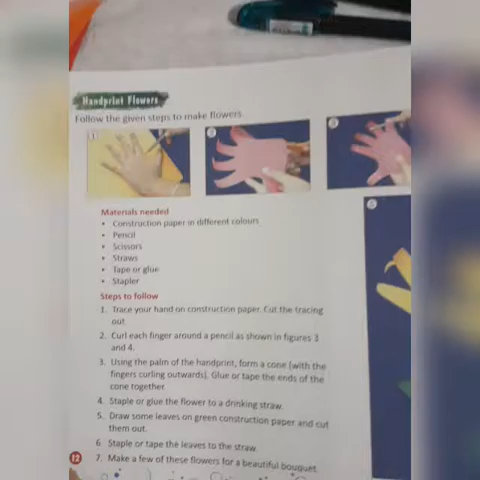 Handprint Flowers
Follow the given steps to make flowers.
1
2
3
Materials needed
• Construction paper in different colours
• Pencil
• Scissors
• Straws
• Tape or glue
• Stapler
Steps to follow
1. Trace your hand on construction paper. Cut the tracing
out.
2. Curl each finger around a pencil as shown in figures 3
and 4.
3. Using the palm of the handprint, form a cone (with the
fingers curling outwards). Glue or tape the ends of the
cone together.
4. Staple or glue the flower to a drinking straw.
5. Draw some leaves on green construction paper and cut
them out.
6. Staple or tape the leaves to the straw.
7. Make a few of these flowers for a beautiful bouquet.
12